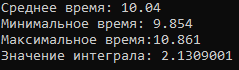 Среднее время: 10.04
Минимальное время: 9.854
Максимальное время:10.861
Значение интеграла: 2.1309001